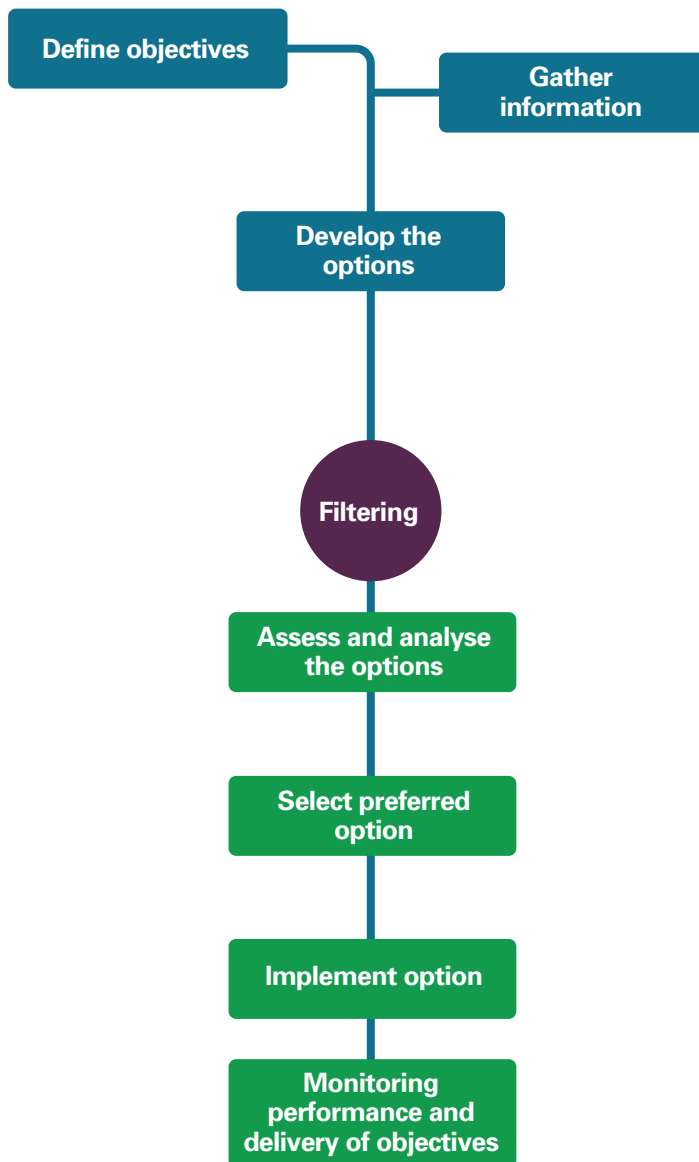 Define objectives
Gather
information
Develop the
options
Filtering
Assess and analyse
the options
Select preferred
option
Implement option
Monitoring
performance and
delivery of objectives